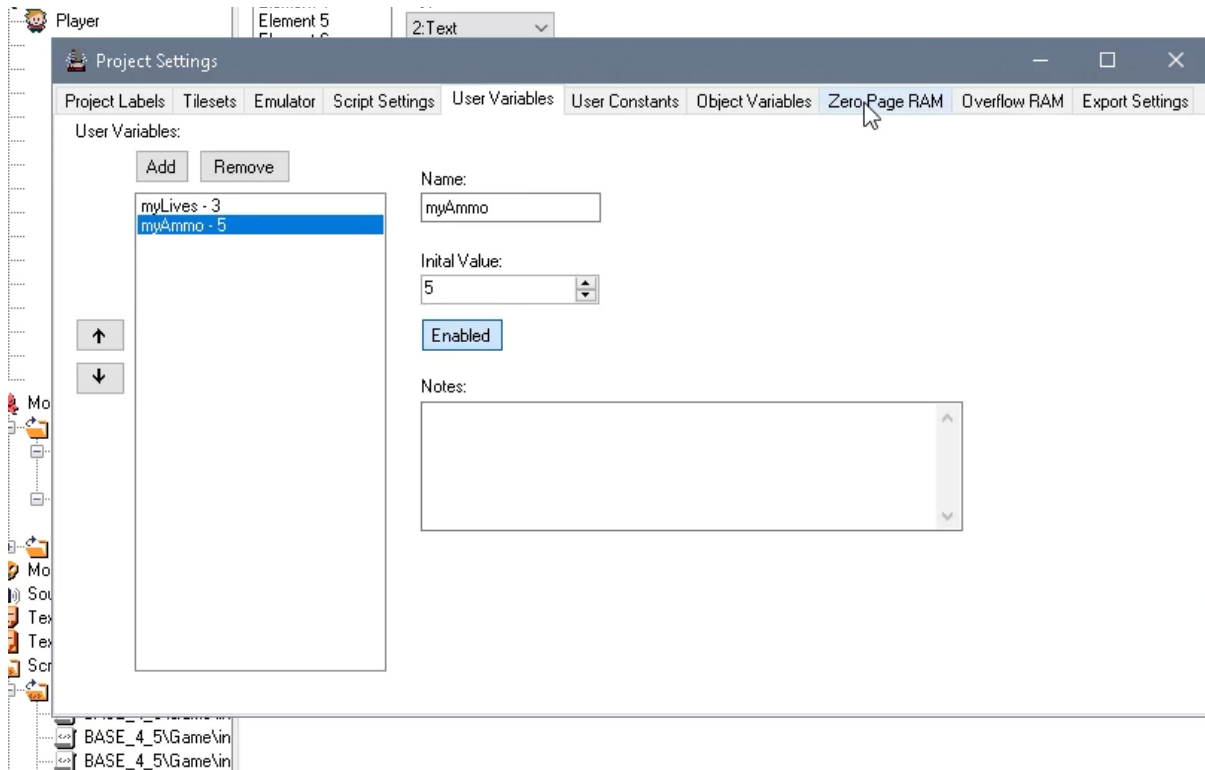 Player
Element 5
2:Text
Project Settings
Project Labels Tilesets Emulator Script Settings User Variables User Constants Object Variables Zero Page RAM Overflow RAM Export Settings
User Variables:
Add Remove
Name:
myLives - 3
myAmmo
myAmmo - 5
Inital Value:
5
Enabled
Notes:
Mo
Mo
Sou
Tex
Tex
Scr
BASE_4_5\Game\in
BASE_4_5\Game\in